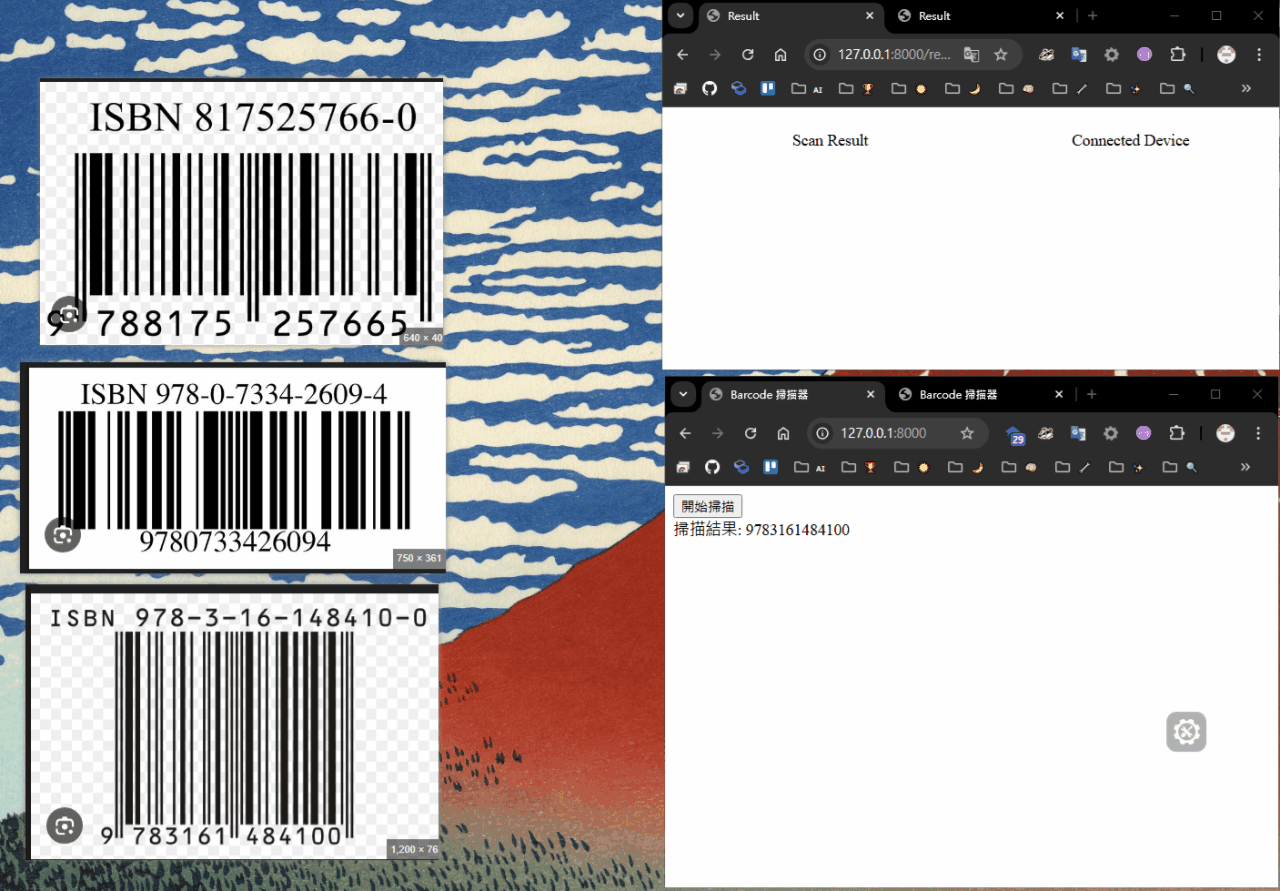 ISBN 817525766-0
9 788175 257665
640 × 40
ISBN 978-0-7334-2609-4
9780733426094
750 × 361
ISBN 978-3-16-148410-0
9 783161 484100
1,200 × 76
Result
Result
127.0.0.1:8000/re...
AI
Scan Result
Connected Device
Barcode 掃描器
Barcode 掃描器
127.0.0.1:8000
29
AI
開始掃描
掃描結果: 9783161484100